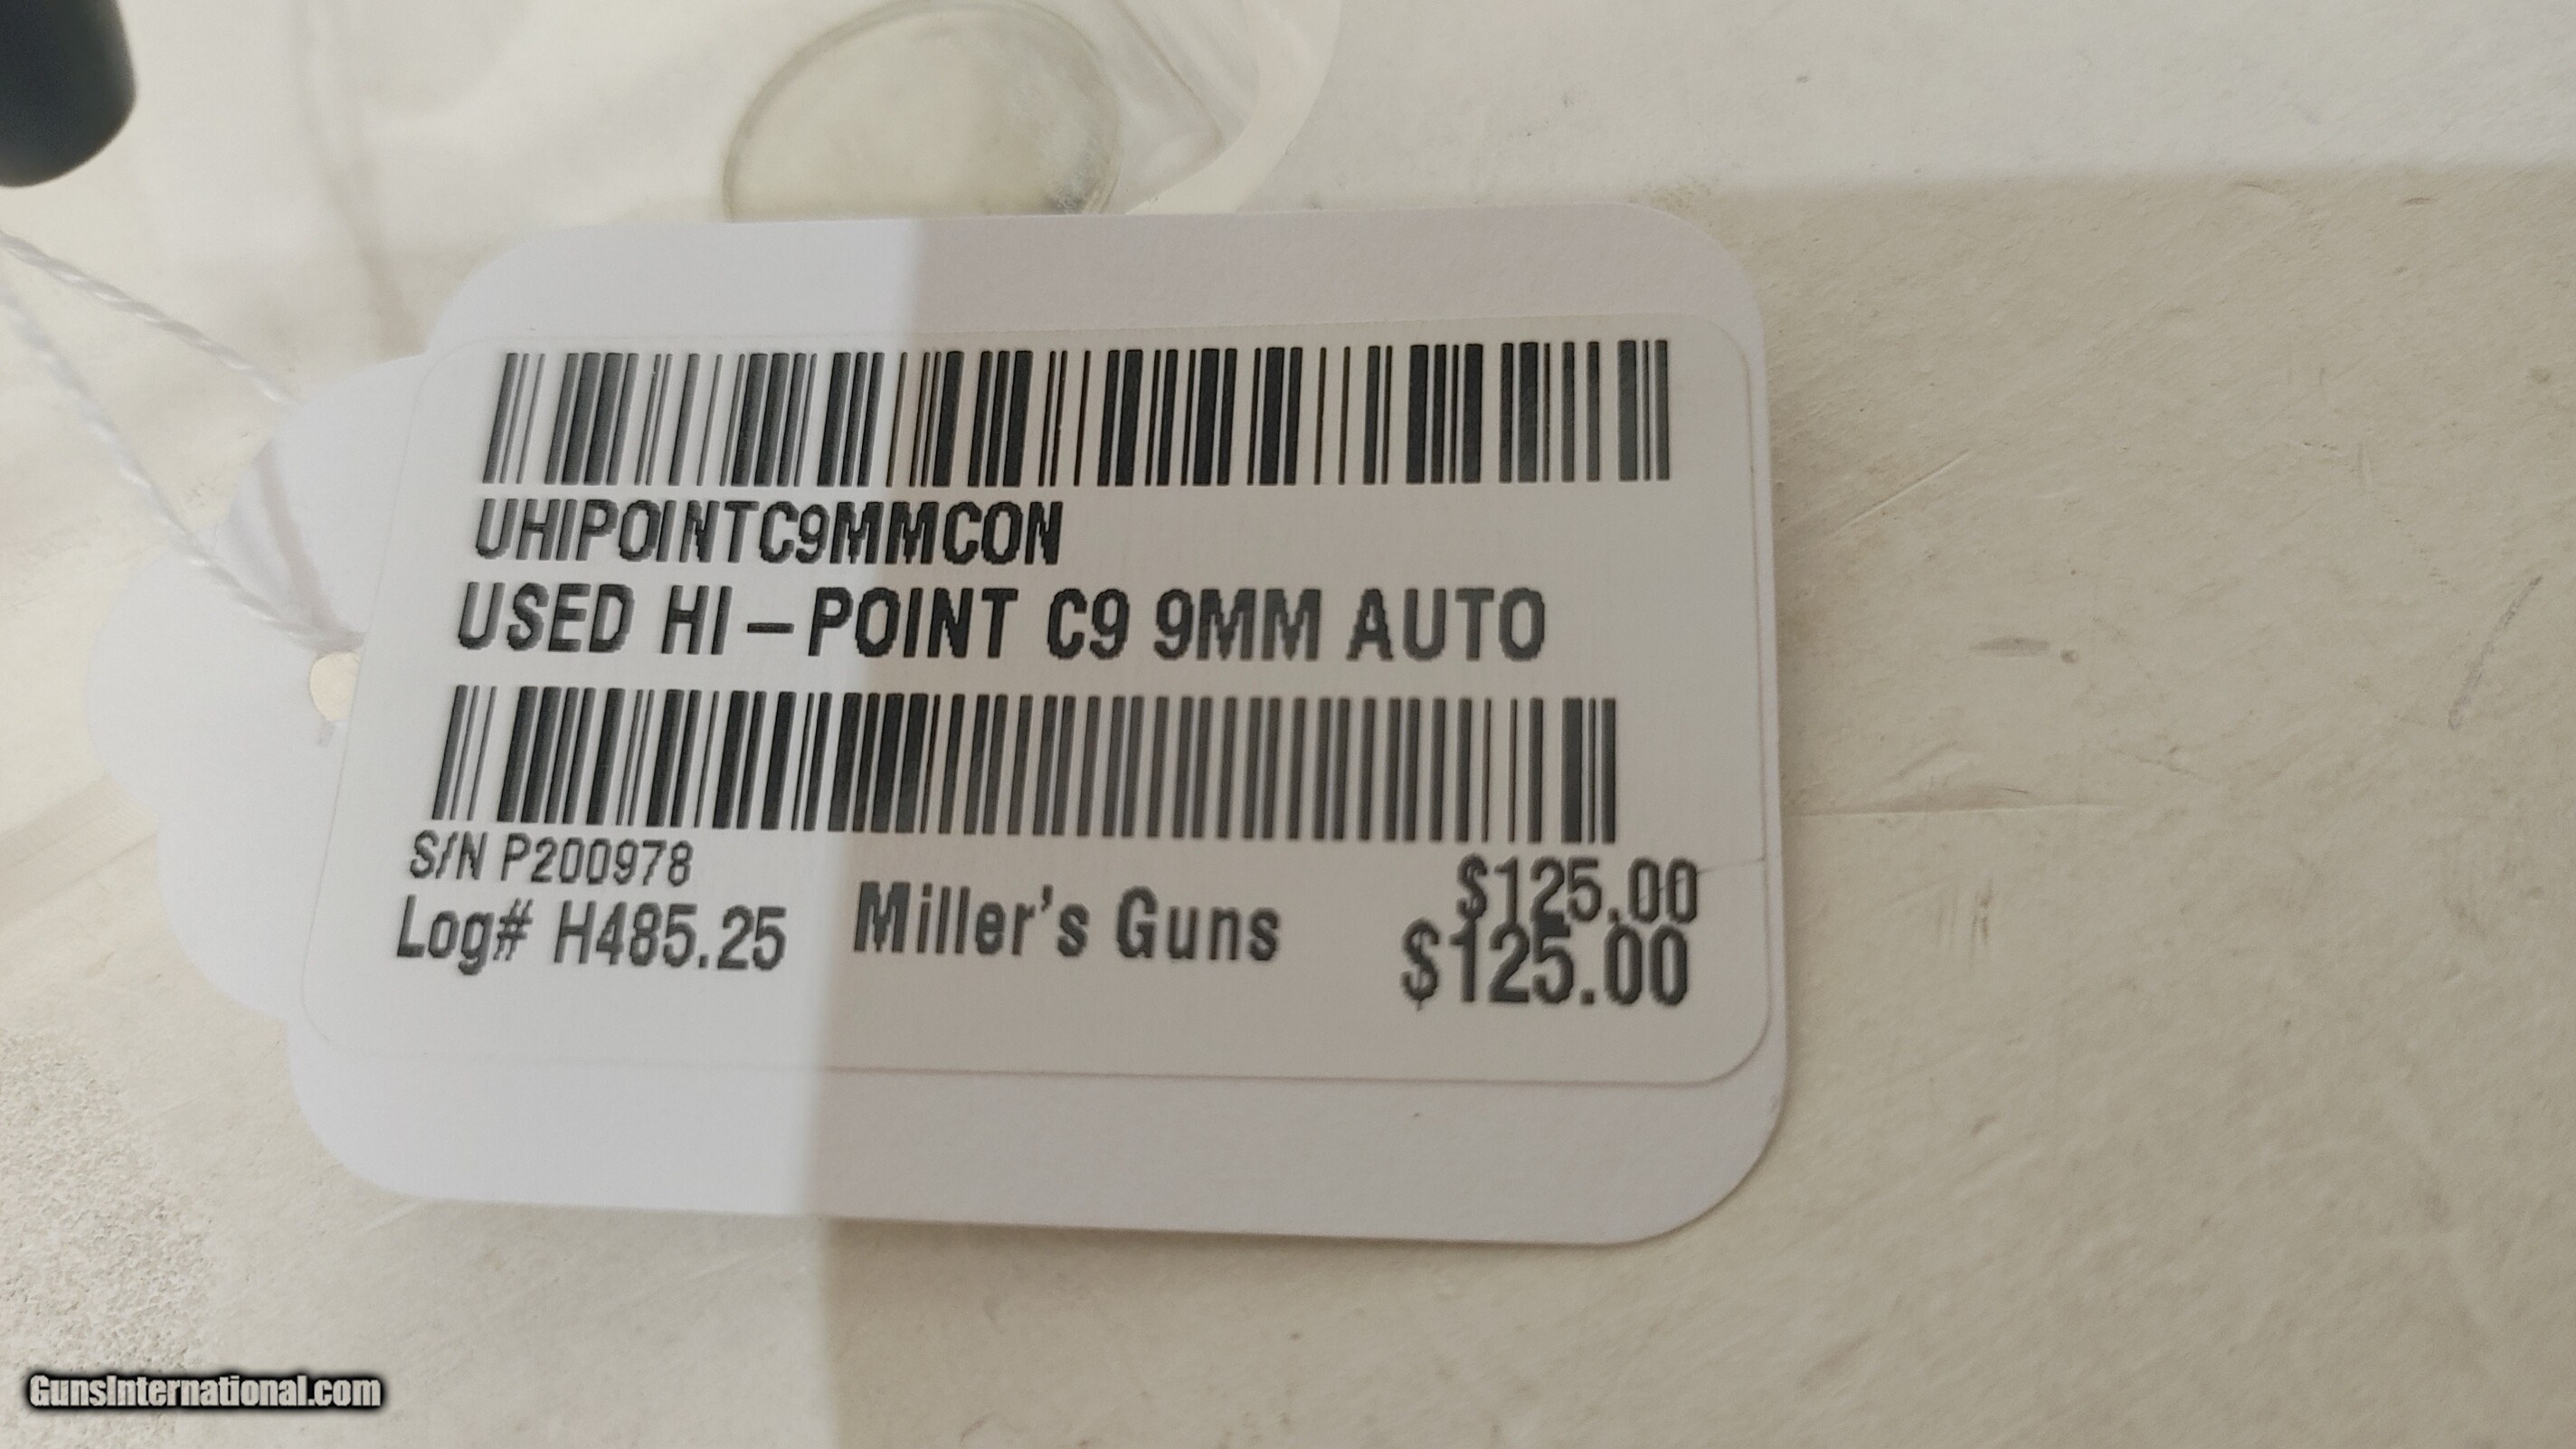 UHIPOINTC9MMCON
USED HI-POINT C9 9MM AUTO
S/N P200978
Log# H485.25
Miller's Guns
$125.00
$125.00
GunsInternational.com